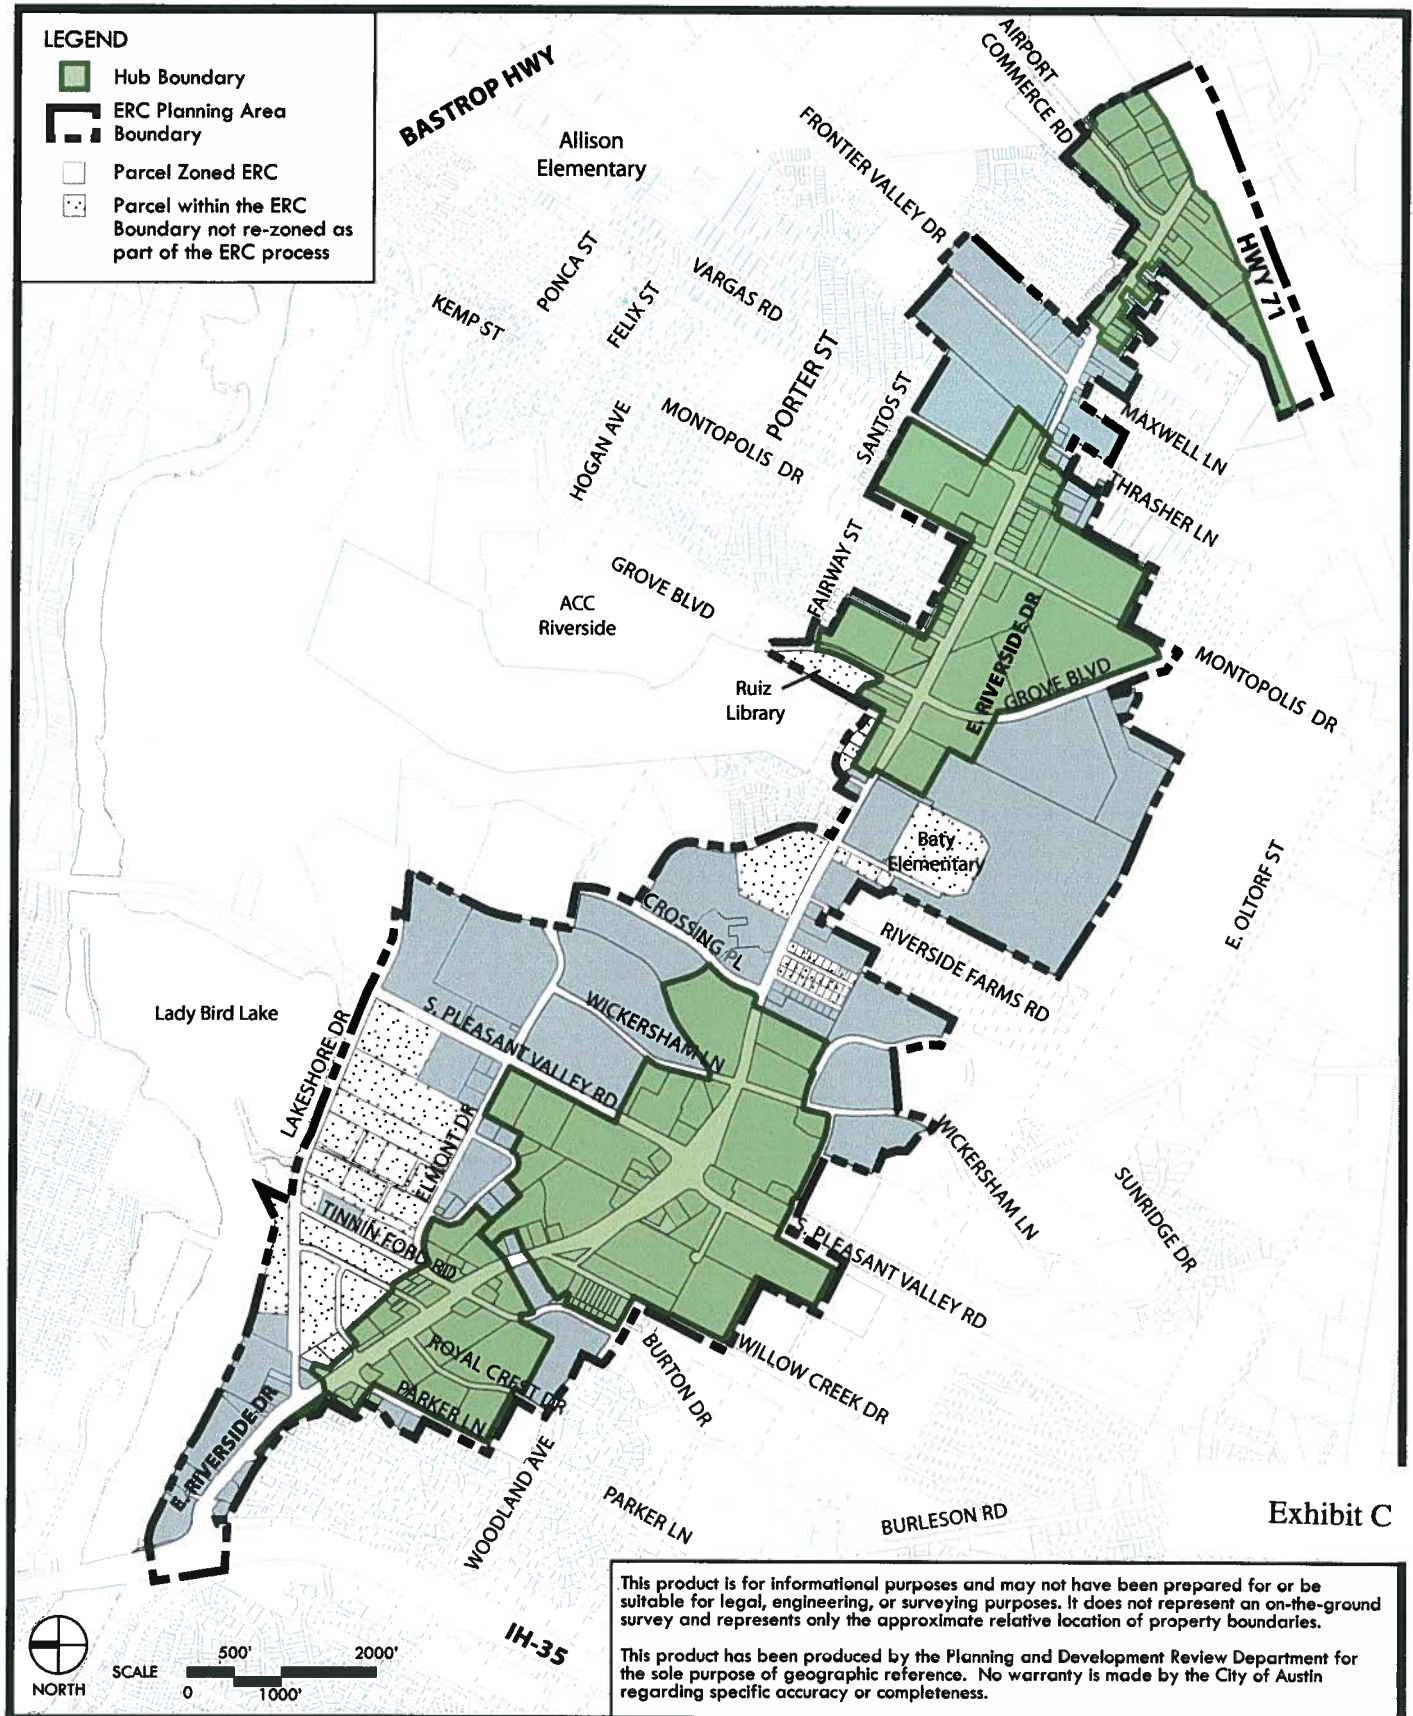 LEGEND
Hub Boundary
ERC Planning Area
Boundary
Parcel Zoned ERC
Parcel within the ERC
Boundary not re-zoned as
part of the ERC process
BASTROP HWY
Allison
Elementary
AIRPORT
COMMERCE RD
FRONTIER VALLEY DR
HWY 71
PONCA ST
VARGAS RD
KEMP ST
FELIX ST
PORTER ST
SANTOS ST
MONTOPOLIS DR
HOGAN AVE
MAXWELL LN
THRASHER LN
FAIRWAY ST
GROVE BLVD
ACC
Riverside
E. RIVERSIDE DR
GROVE BLVD
MONTOPOLIS DR
Ruiz
Library
Baty
Elementary
E. OLTORF ST
CROSSING PL
RIVERSIDE FARMS RD
Lady Bird Lake
LAKESHORE DR
S. PLEASANT VALLEY RD
WICKERSHAM LN
ELMONT DR
WICKERSHAM LN
SUNRIDGE DR
TINNIN FORD RD
S. PLEASANT VALLEY RD
ROYAL CREST DR
PARKER LN
BURTON DR
WILLOW CREEK DR
E. RIVERSIDE DR
WOODLAND AVE
PARKER LN
BURLESON RD
Exhibit C
IH-35
NORTH
SCALE
500'
2000'
0
1000'
This product is for informational purposes and may not have been prepared for or be
suitable for legal, engineering, or surveying purposes. It does not represent an on-the-ground
survey and represents only the approximate relative location of property boundaries.
This product has been produced by the Planning and Development Review Department for
the sole purpose of geographic reference. No warranty is made by the City of Austin
regarding specific accuracy or completeness.